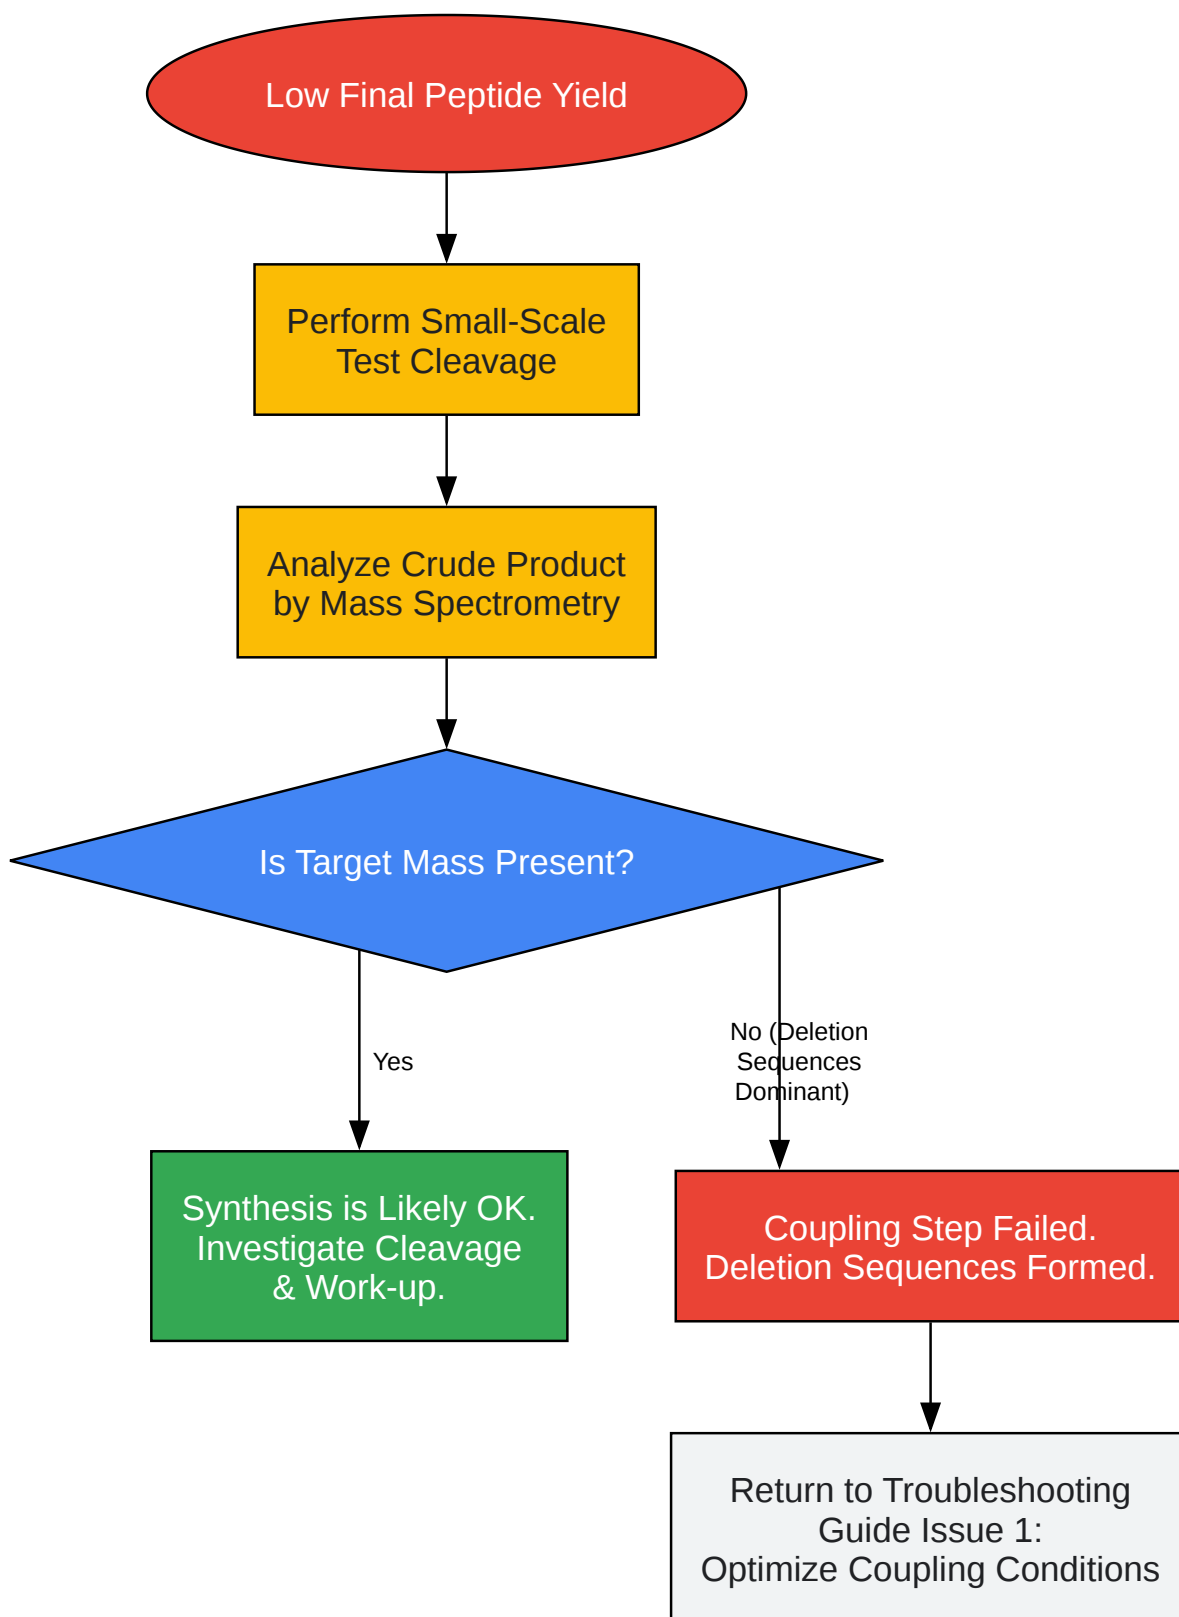 Low Final Peptide Yield
Perform Small-Scale
Test Cleavage
Analyze Crude Product
by Mass Spectrometry
Is Target Mass Present?
Yes
No (Deletion
Sequences
Dominant)
Synthesis is Likely OK.
Investigate Cleavage
& Work-up.
Coupling Step Failed.
Deletion Sequences Formed.
Return to Troubleshooting
Guide Issue 1:
Optimize Coupling Conditions